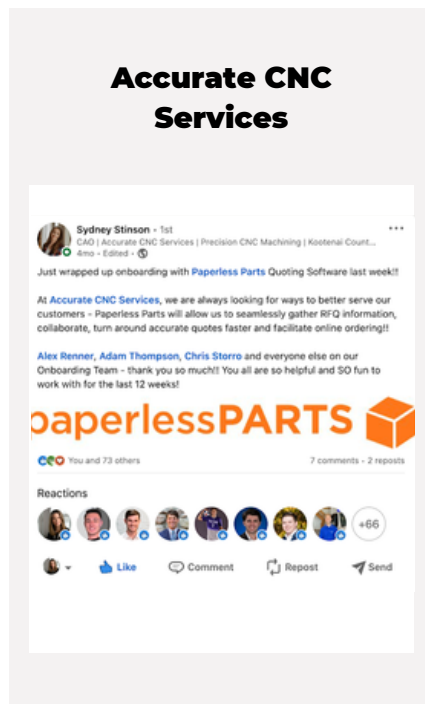 Accurate CNC
Services
Sydney Stinson • 1st
CAO | Accurate CNC Services | Precision CNC Machining | Kootenai Count...
4mo • Edited •
Just wrapped up onboarding with Paperless Parts Quoting Software last week!!
At Accurate CNC Services, we are always looking for ways to better serve our
customers - Paperless Parts will allow us to seamlessly gather RFQ information,
collaborate, turn around accurate quotes faster and facilitate online ordering!!
Alex Renner, Adam Thompson, Chris Storro and everyone else on our
Onboarding Team - thank you so much!! You all are so helpful and SO fun to
work with for the last 12 weeks!
paperlessPARTS
You and 73 others 7 comments • 2 reposts
Reactions
+66
Like Comment Repost Send